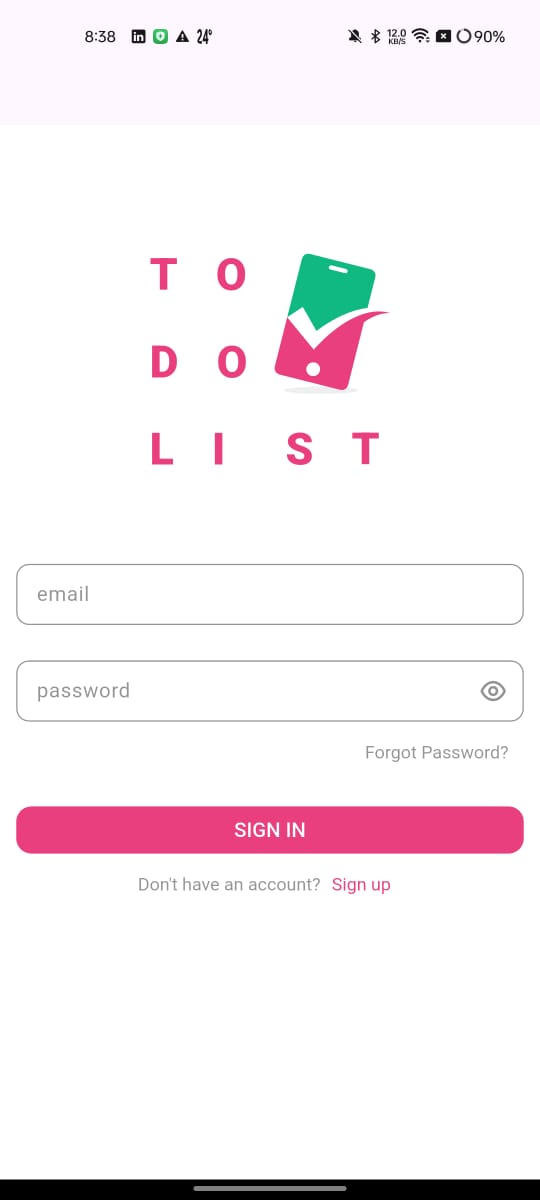 8:38 in 24° 12.0 KB/S 90%
T O
D O
L I S T
email
password
Forgot Password?
SIGN IN
Don't have an account? Sign up